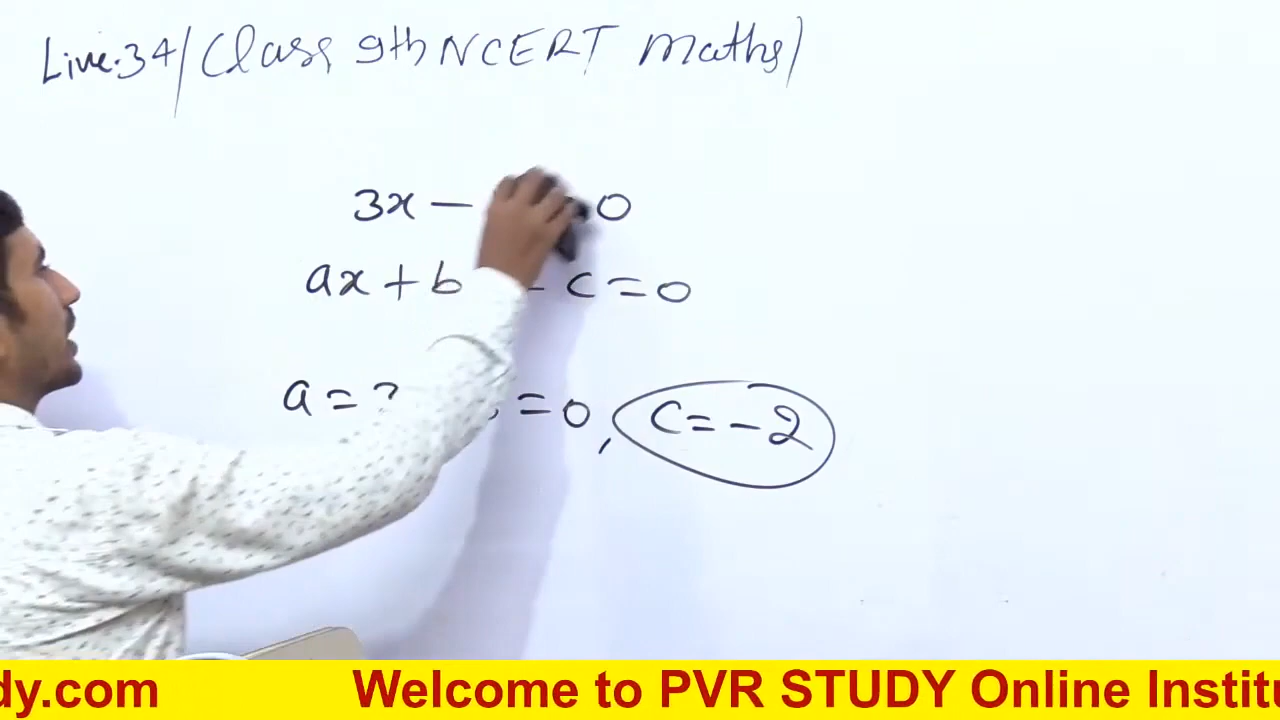 Live.34/(Class 9th NCERT Maths)
3x - 0
ax + b - c = 0
a = = 0, c = -2
dy.com Welcome to PVR STUDY Online Institu